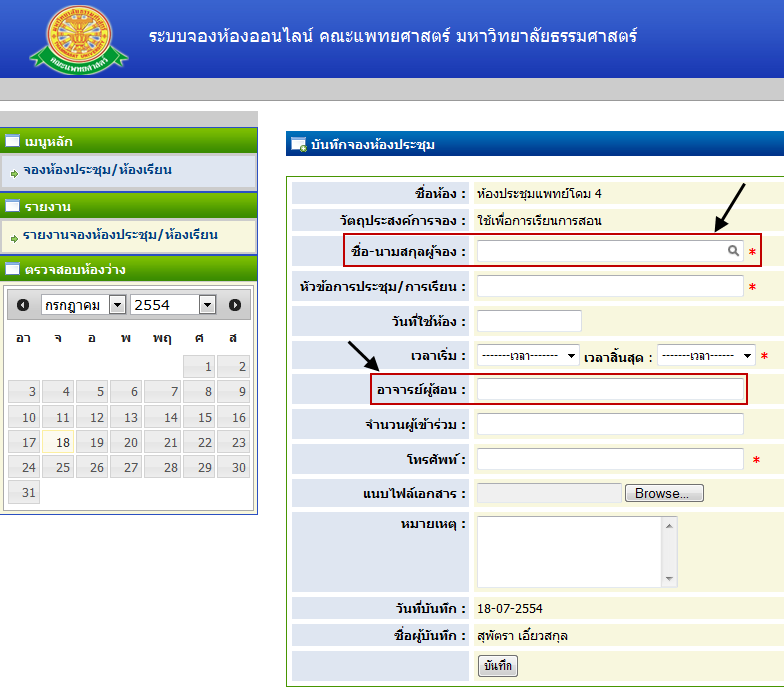 ระบบจองห้องออนไลน์ คณะแพทยศาสตร์ มหาวิทยาลัยธรรมศาสตร์
คณะแพทยศาสตร์
เมนูหลัก
จองห้องประชุม/ห้องเรียน
รายงาน
รายงานจองห้องประชุม/ห้องเรียน
ตรวจสอบห้องว่าง
กรกฎาคม 2554
อา จ อ พ พฤ ศ ส
1 2
3 4 5 6 7 8 9
10 11 12 13 14 15 16
17 18 19 20 21 22 23
24 25 26 27 28 29 30
31
บันทึกจองห้องประชุม
ชื่อห้อง : ห้องประชุมแพทย์โดม 4
วัตถุประสงค์การจอง : ใช้เพื่อการเรียนการสอน
ชื่อ-นามสกุลผู้จอง : *
หัวข้อการประชุม/การเรียน : *
วันที่ใช้ห้อง :
เวลาเริ่ม : -------เวลา------- เวลาสิ้นสุด : -------เวลา------- *
อาจารย์ผู้สอน :
จำนวนผู้เข้าร่วม :
โทรศัพท์ : *
แนบไฟล์เอกสาร : Browse...
หมายเหตุ :
วันที่บันทึก : 18-07-2554
ชื่อผู้บันทึก : สุพัตรา เอี๋ยวสกุล
บันทึก